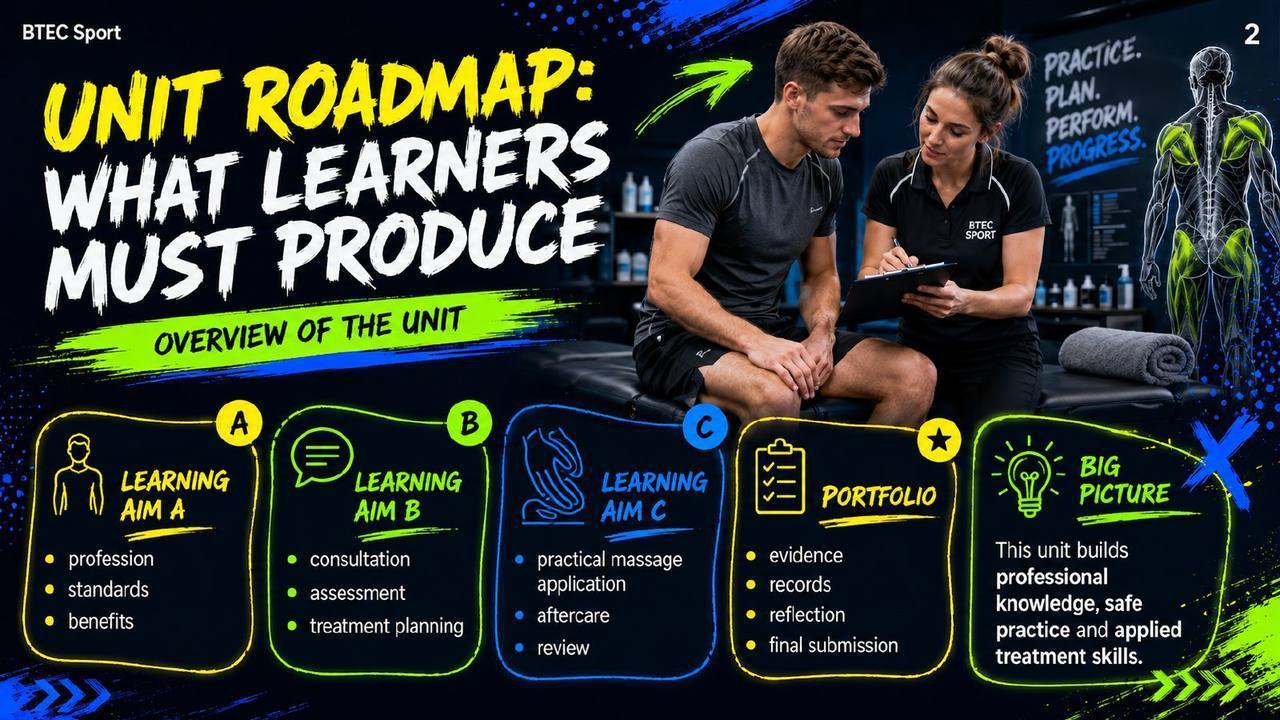 BTEC Sport
2
UNIT ROADMAP:
WHAT LEARNERS
MUST PRODUCE
OVERVIEW OF THE UNIT
PRACTICE.
PLAN.
PERFORM.
PROGRESS.
BTEC
SPORT
A
LEARNING
AIM A
profession
standards
benefits
B
LEARNING
AIM B
consultation
assessment
treatment planning
C
LEARNING
AIM C
practical massage
application
aftercare
review
PORTFOLIO
evidence
records
reflection
final submission
BIG
PICTURE
This unit builds
professional
knowledge, safe
practice and applied
treatment skills.